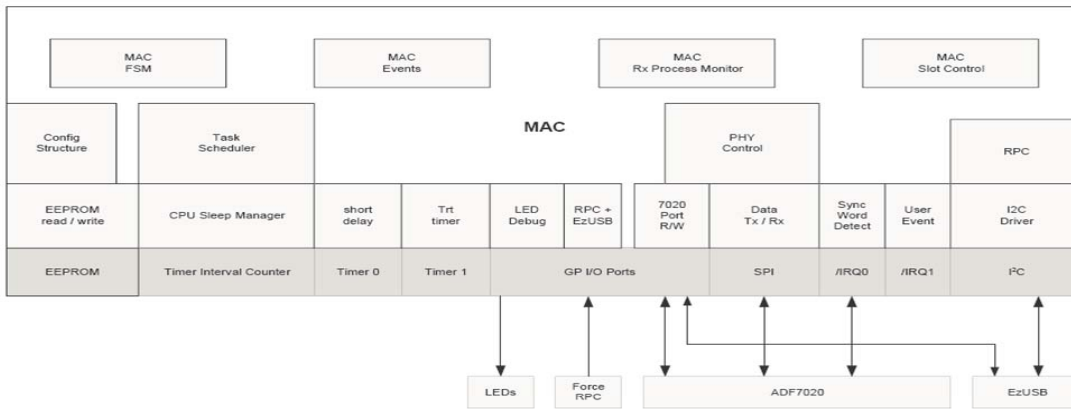 MAC
FSM
MAC
Events
MAC
Rx Process Monitor
MAC
Slot Control
Config
Structure
Task
Scheduler
MAC
PHY
Control
RPC
EEPROM
read / write
CPU Sleep Manager
short
delay
Trt
timer
LED
Debug
RPC +
EzUSB
7020
Port
R/W
Data
Tx / Rx
Sync
Word
Detect
User
Event
I2C
Driver
EEPROM
Timer Interval Counter
Timer 0
Timer 1
GP I/O Ports
SPI
/IRQ0
/IRQ1
I²C
LEDs
Force
RPC
ADF7020
EzUSB